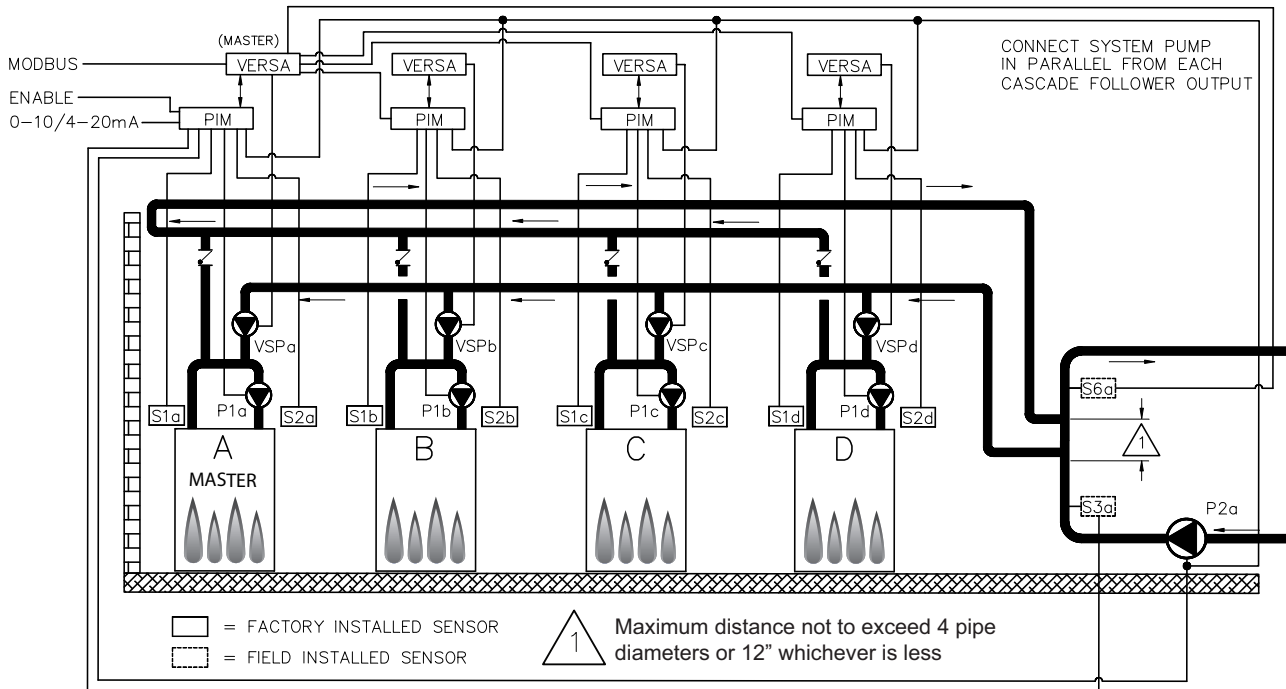 (MASTER)
CONNECT SYSTEM PUMP
IN PARALLEL FROM EACH
CASCADE FOLLOWER OUTPUT
MODBUS
VERSA
VERSA
VERSA
VERSA
ENABLE
0-10/4-20mA
PIM
PIM
PIM
PIM
VSPa
VSPb
VSPc
VSPd
S6a
S1a
P1a
S2a
S1b
P1b
S2b
S1c
P1c
S2c
S1d
P1d
S2d
1
A
MASTER
B
C
D
S3a
P2a
= FACTORY INSTALLED SENSOR
= FIELD INSTALLED SENSOR
1
Maximum distance not to exceed 4 pipe
diameters or 12" whichever is less